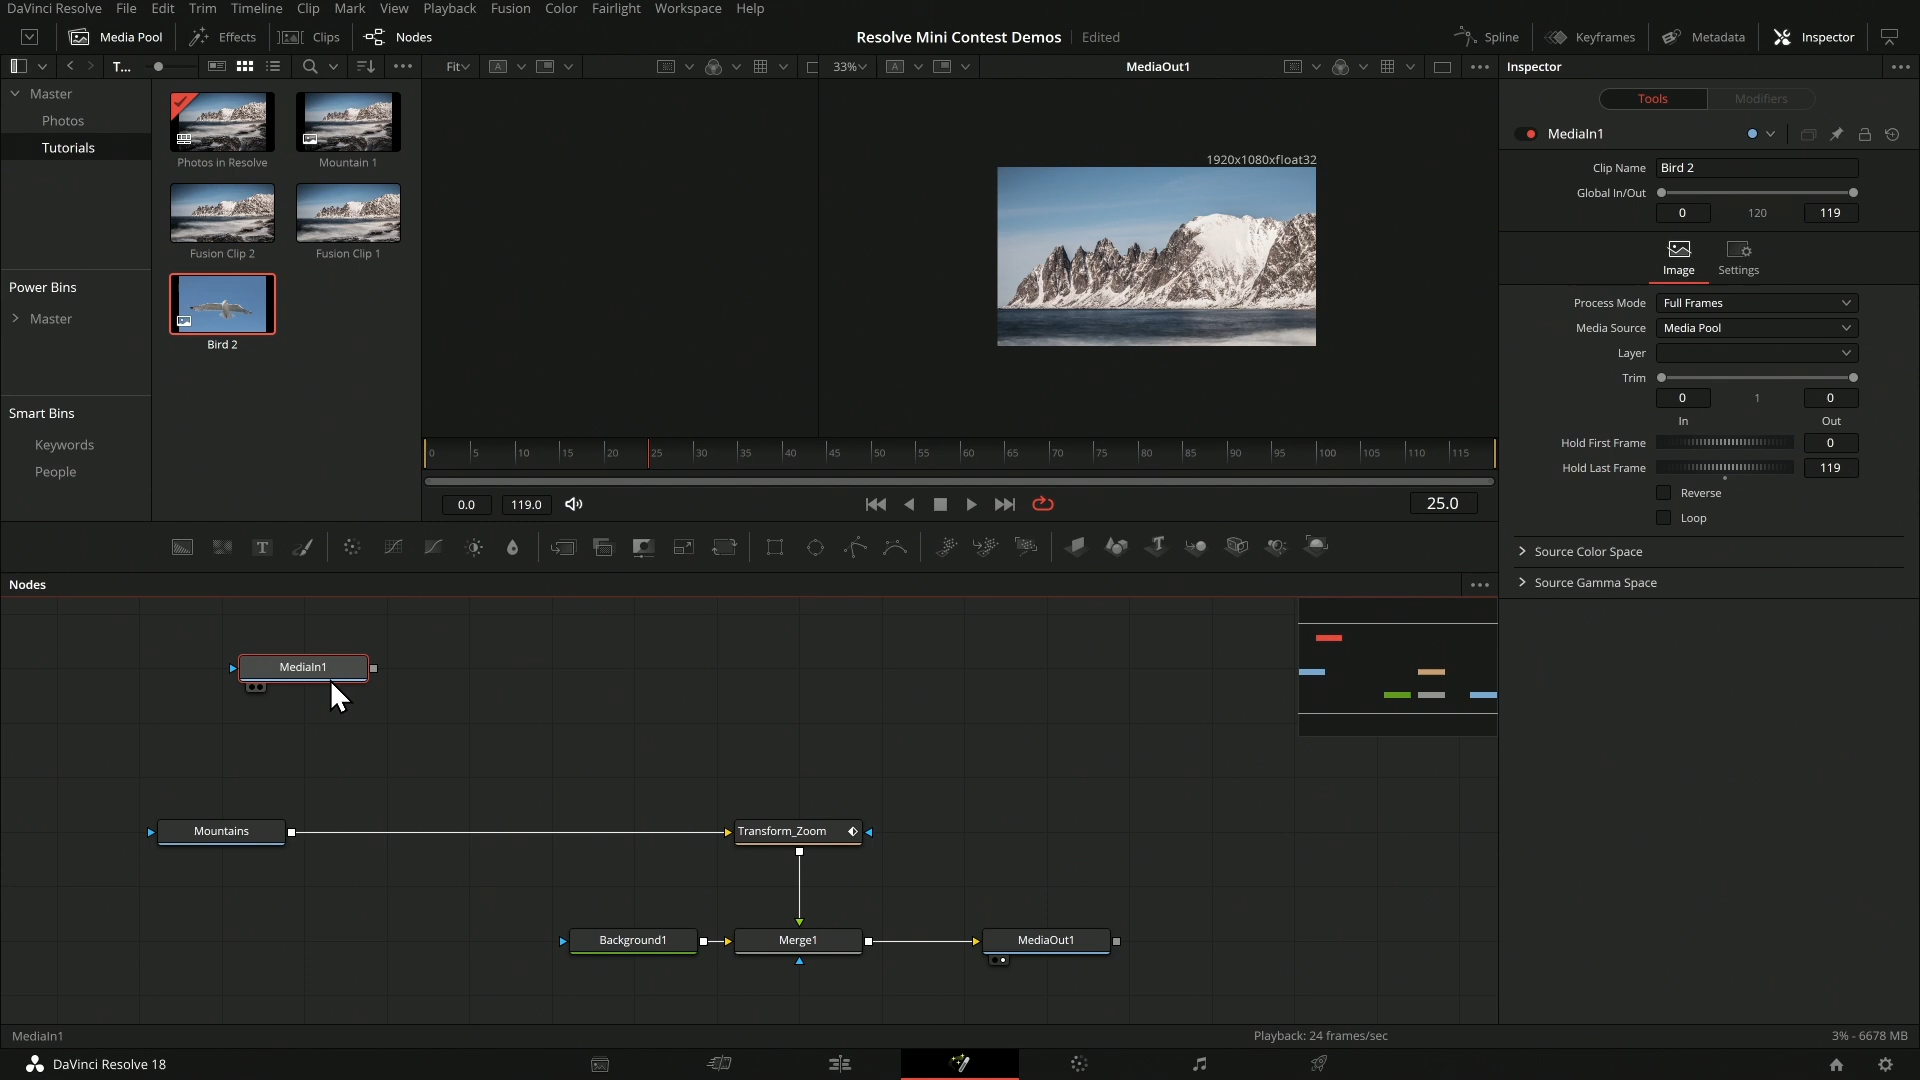 DaVinci Resolve File Edit Trim Timeline Clip Mark View Playback Fusion Color Fairlight Workspace Help
Media Pool Effects Clips Nodes Resolve Mini Contest Demos Edited Spline Keyframes Metadata Inspector
T... Fit 33% MediaOut1 Inspector
Master
Photos
Tutorials
Power Bins
Master
Smart Bins
Keywords
People
Photos in Resolve Mountain 1
Fusion Clip 2 Fusion Clip 1
Bird 2
1920x1080xfloat32
0 5 10 15 20 25 30 35 40 45 50 55 60 65 70 75 80 85 90 95 100 105 110 115
0.0 119.0 25.0
Tools Modifiers
MediaIn1
Clip Name Bird 2
Global In/Out
0 120 119
Image Settings
Process Mode Full Frames
Media Source Media Pool
Layer
Trim
0 1 0
In Out
Hold First Frame 0
Hold Last Frame 119
Reverse
Loop
Source Color Space
Source Gamma Space
Nodes
MediaIn1
Mountains Transform_Zoom
Background1 Merge1 MediaOut1
MediaIn1 Playback: 24 frames/sec 3% - 6678 MB
DaVinci Resolve 18